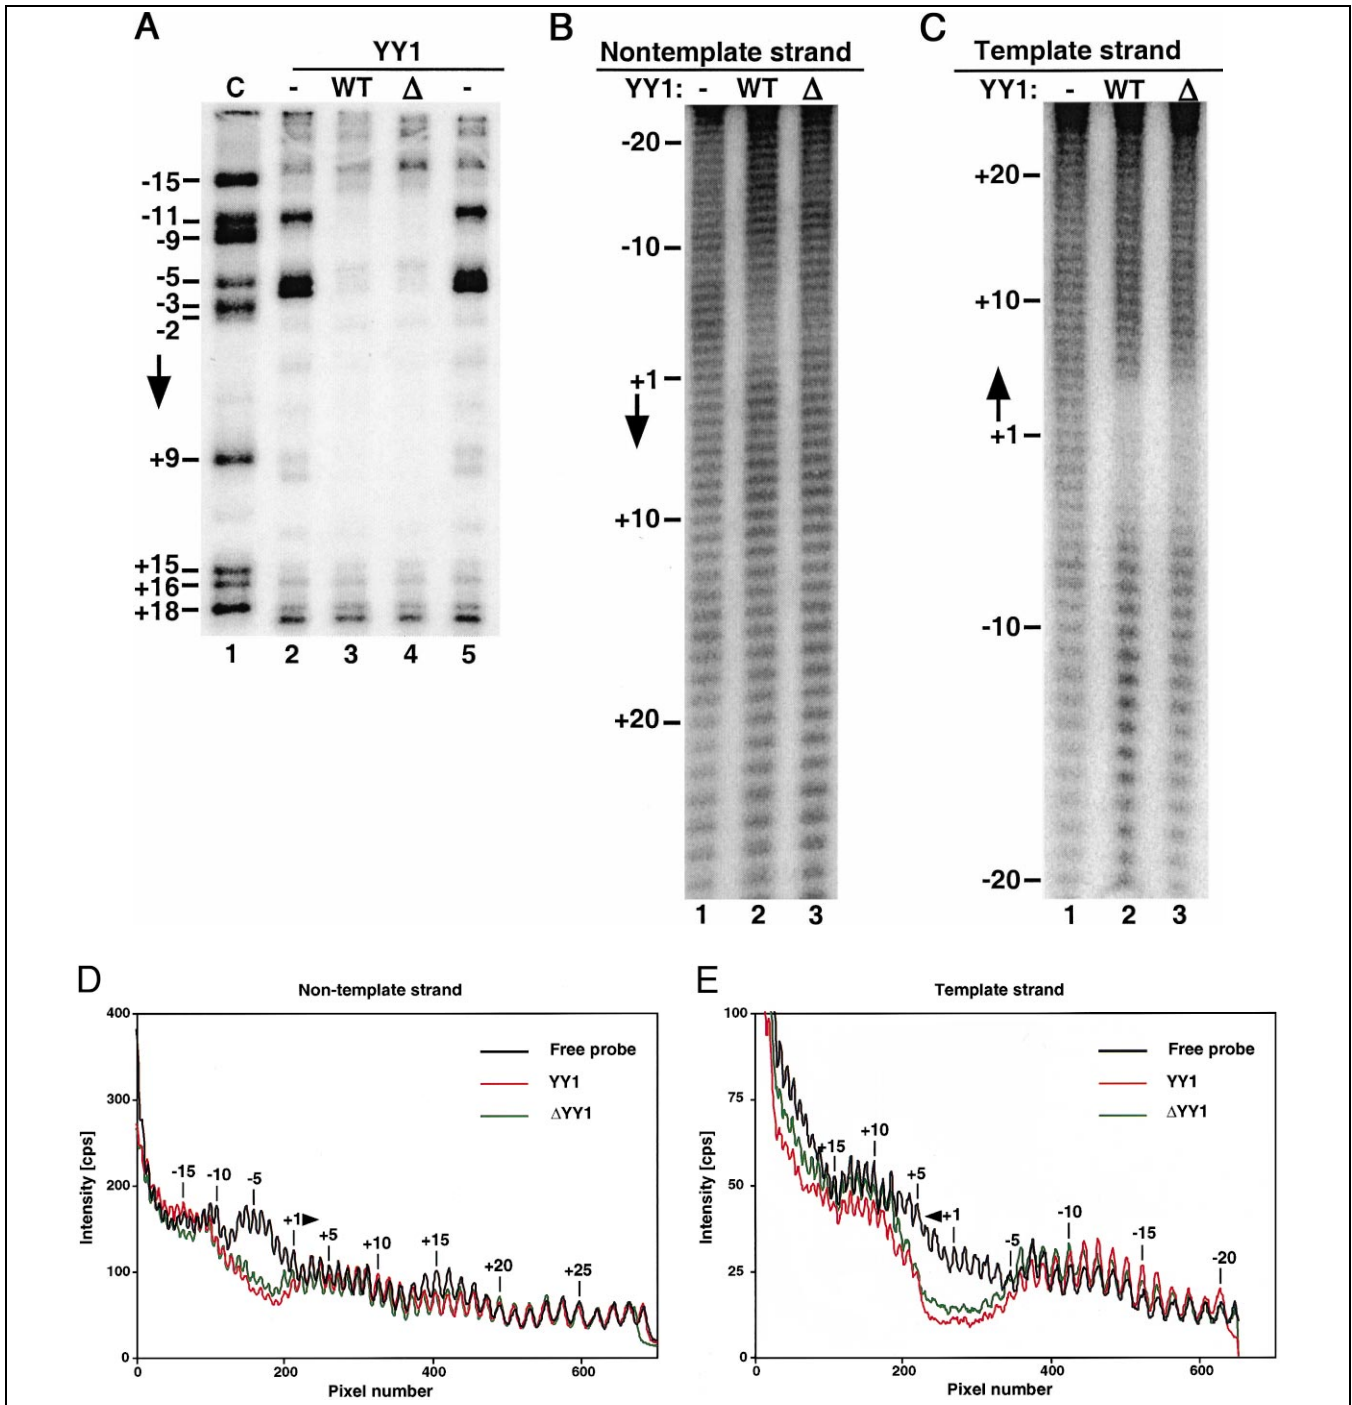 A
YY1
C - WT Δ -
-15
-11
-9
-5
-3
-2
+9
+15
+16
+18
1 2 3 4 5
B
Nontemplate strand
YY1: - WT Δ
-20
-10
+1
+10
+20
1 2 3
C
Template strand
YY1: - WT Δ
+20
+10
+1
-10
-20
1 2 3
D
Non-template strand
400
300
200
100
0
Intensity [cps]
Free probe
YY1
ΔYY1
-15 -10 -5 +1 +5 +10 +15 +20 +25
0 200 400 600
Pixel number
E
Template strand
100
75
50
25
0
Intensity [cps]
Free probe
YY1
ΔYY1
+15 +10 +5 +1 -5 -10 -15 -20
0 200 400 600
Pixel number